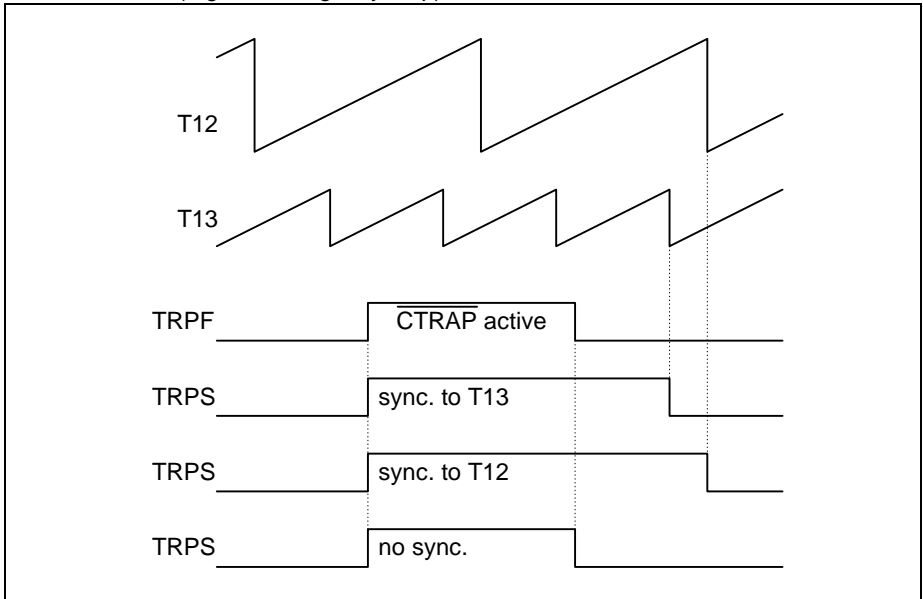 T12
T13
TRPF
CTRAP active
TRPS
sync. to T13
TRPS
sync. to T12
TRPS
no sync.